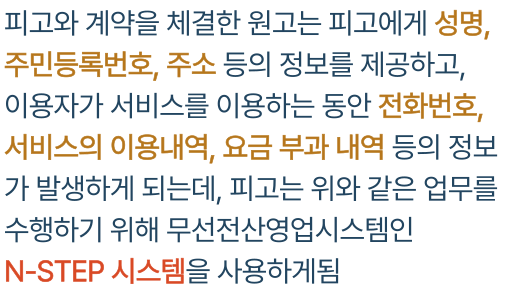 피고와 계약을 체결한 원고는 피고에게 성명,
주민등록번호, 주소 등의 정보를 제공하고,
이용자가 서비스를 이용하는 동안 전화번호,
서비스의 이용내역, 요금 부과 내역 등의 정보
가 발생하게 되는데, 피고는 위와 같은 업무를
수행하기 위해 무선전산영업시스템인
N-STEP 시스템을 사용하게됨